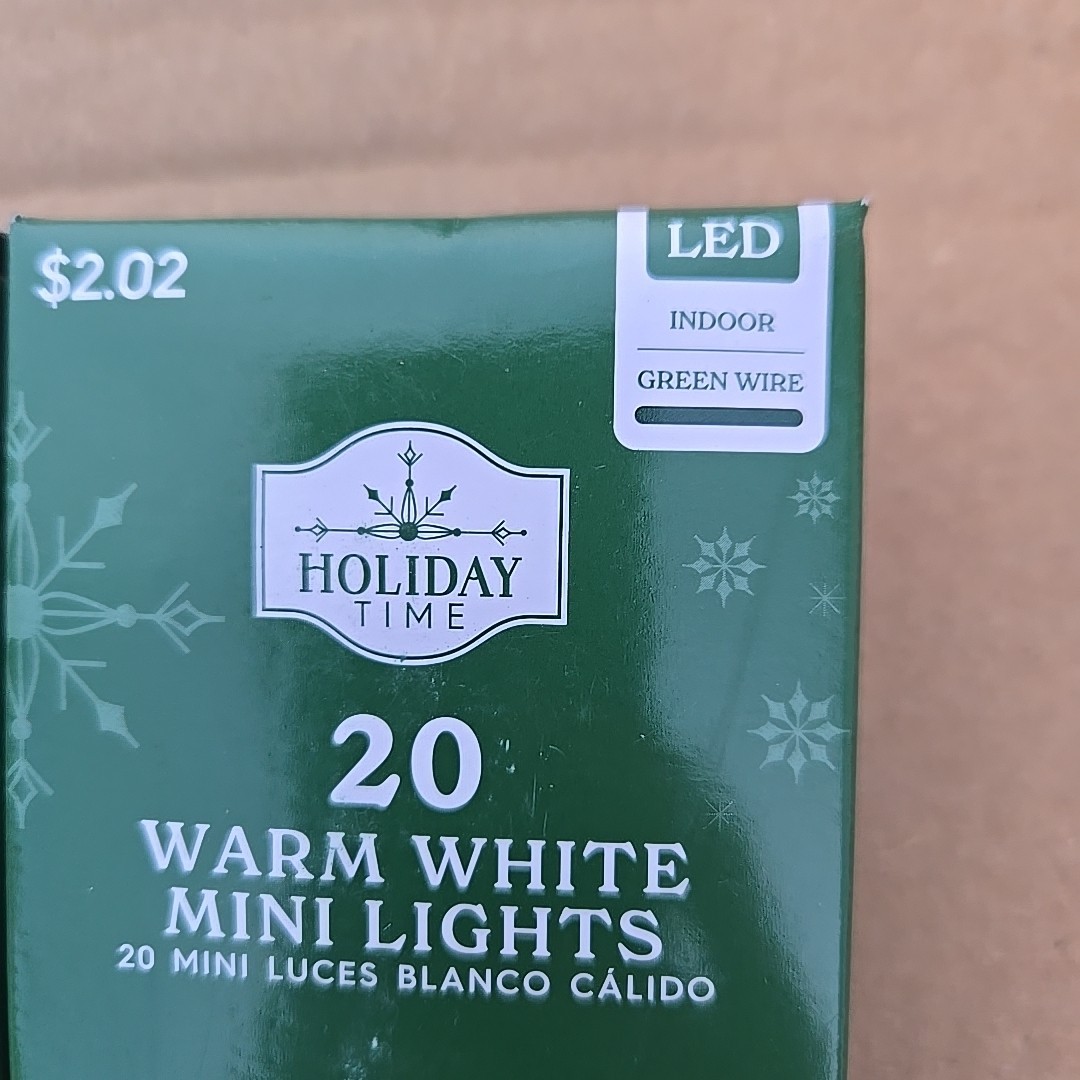 $2.02
LED
INDOOR
GREEN WIRE
HOLIDAY
TIME
20
WARM WHITE
MINI LIGHTS
20 MINI LUCES BLANCO CÁLIDO